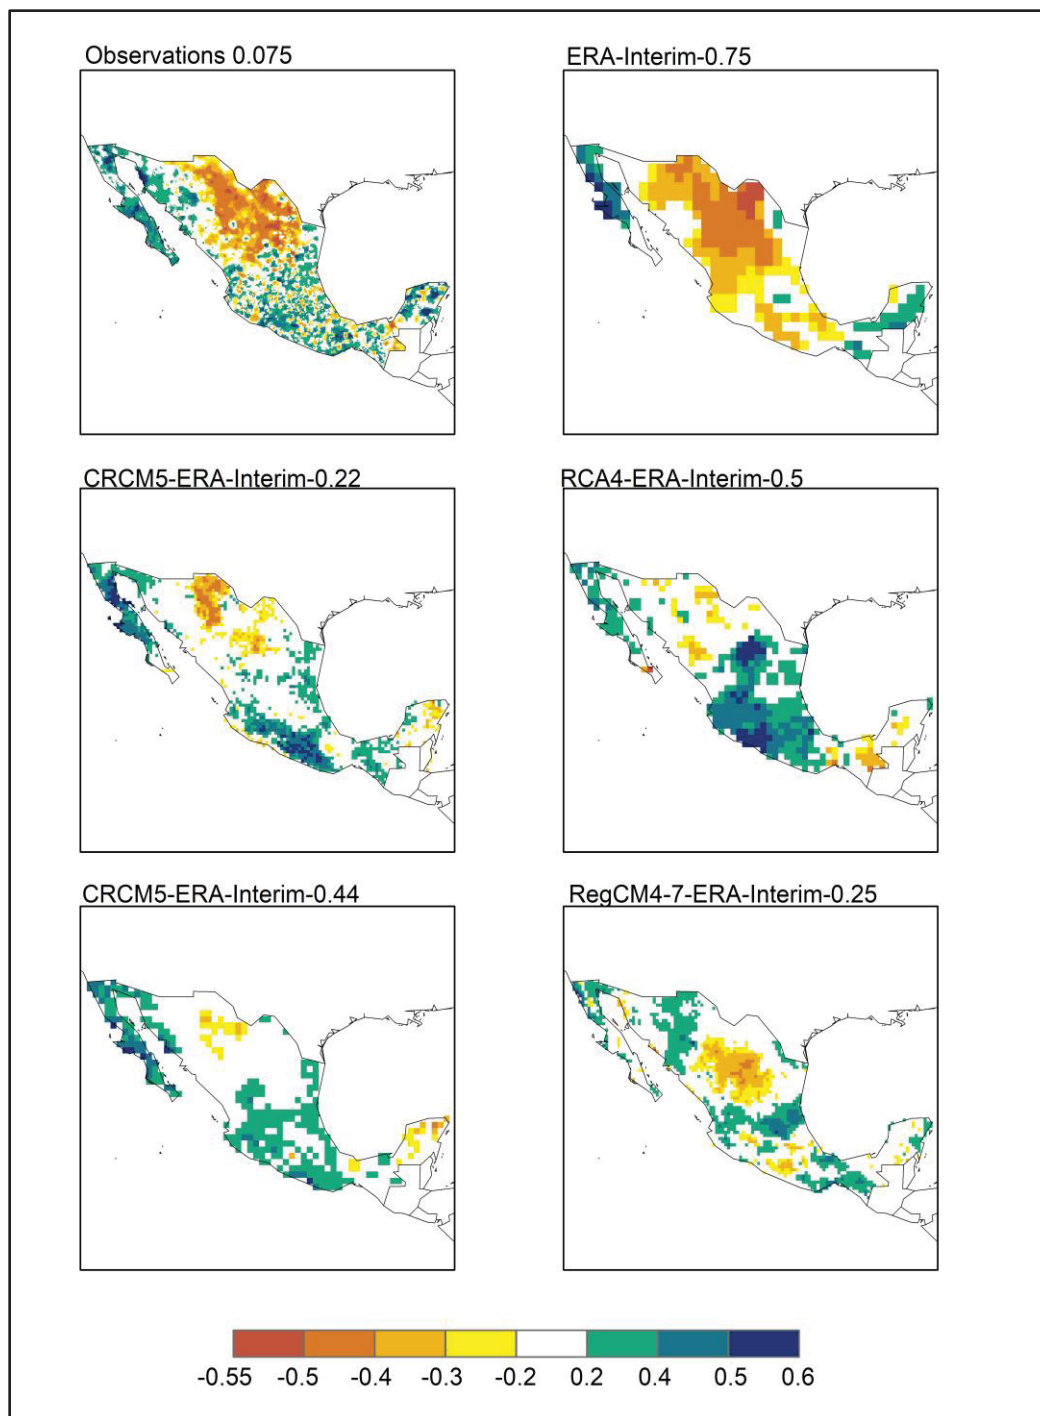 Observations 0.075
ERA-Interim-0.75
CRCM5-ERA-Interim-0.22
RCA4-ERA-Interim-0.5
CRCM5-ERA-Interim-0.44
RegCM4-7-ERA-Interim-0.25
-0.55 -0.5 -0.4 -0.3 -0.2 0.2 0.4 0.5 0.6